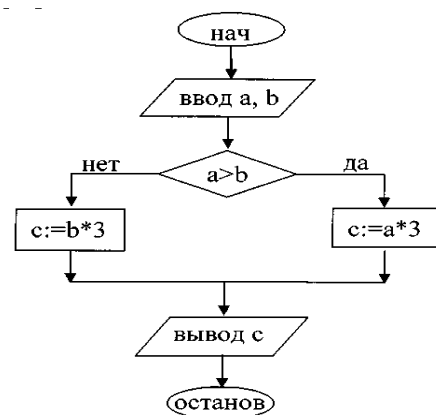 нач
ввод a, b
нет
a>b
да
c:=b*3
c:=a*3
вывод c
останов